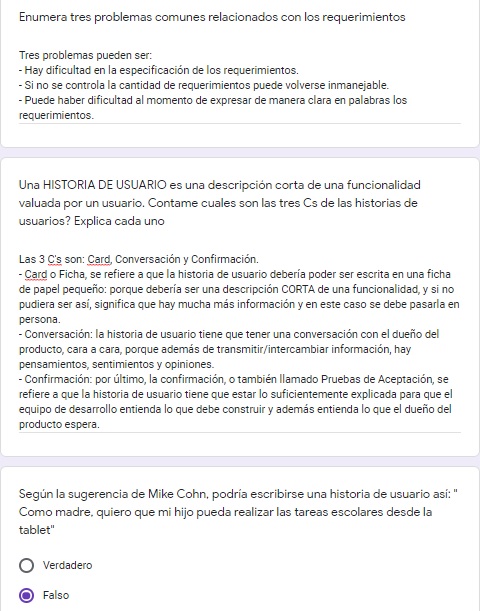 Enumera tres problemas comunes relacionados con los requerimientos
Tres problemas pueden ser:
- Hay dificultad en la especificación de los requerimientos.
- Si no se controla la cantidad de requerimientos puede volverse inmanejable.
- Puede haber dificultad al momento de expresar de manera clara en palabras los
requerimientos.
Una HISTORIA DE USUARIO es una descripción corta de una funcionalidad
valuada por un usuario. Contame cuales son las tres Cs de las historias de
usuarios? Explica cada uno
Las 3 C's son: Card, Conversación y Confirmación.
- Card o Ficha, se refiere a que la historia de usuario debería poder ser escrita en una ficha
de papel pequeño: porque debería ser una descripción CORTA de una funcionalidad, y si no
pudiera ser así, significa que hay mucha más información y en este caso se debe pasarla en
persona.
- Conversación: la historia de usuario tiene que tener una conversación con el dueño del
producto, cara a cara, porque además de transmitir/intercambiar información, hay
pensamientos, sentimientos y opiniones.
- Confirmación: por último, la confirmación, o también llamado Pruebas de Aceptación, se
refiere a que la historia de usuario tiene que estar lo suficientemente explicada para que el
equipo de desarrollo entienda lo que debe construir y además entienda lo que el dueño del
producto espera.
Según la sugerencia de Mike Cohn, podría escribirse una historia de usuario así: "
Como madre, quiero que mi hijo pueda realizar las tareas escolares desde la
tablet"
Verdadero
Falso